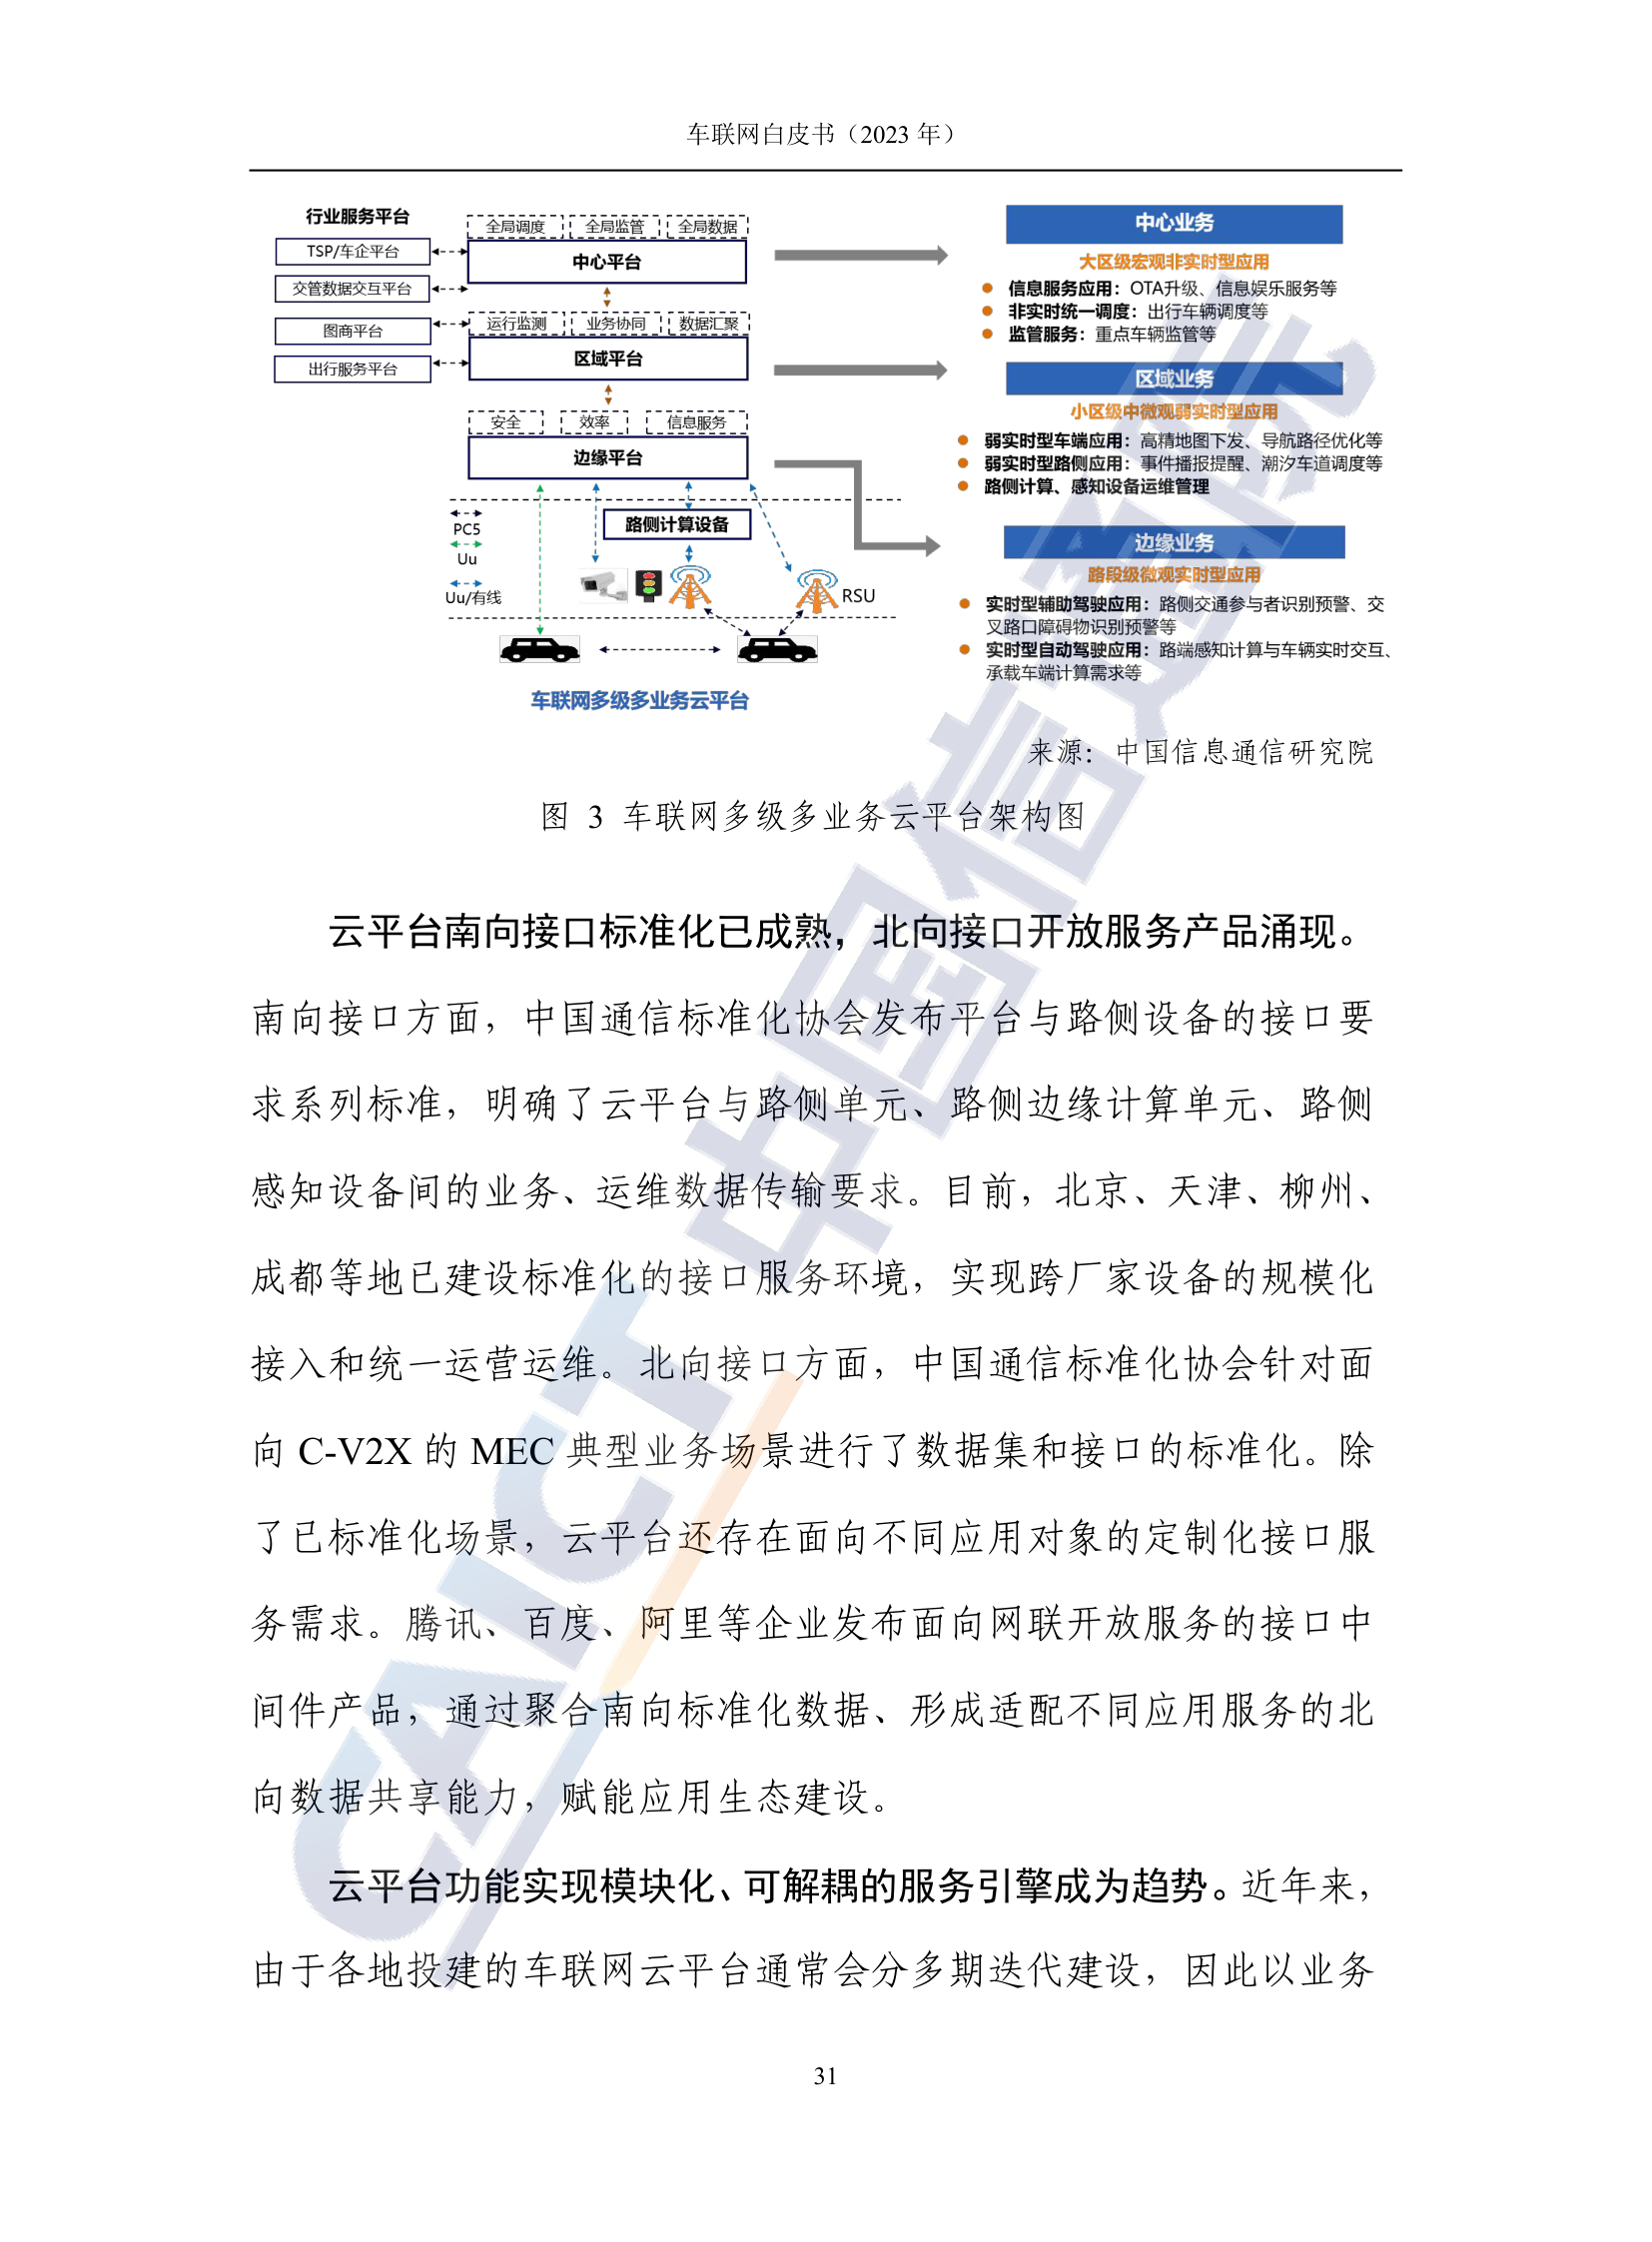 车联网白皮书（2023 年）
行业服务平台
TSP/车企平台
交管数据交互平台
图商平台
出行服务平台
全局调度 全局监管 全局数据
中心平台
运行监测 业务协同 数据汇聚
区域平台
安全 效率 信息服务
边缘平台
路侧计算设备
PC5
Uu
Uu/有线
RSU
车联网多级多业务云平台
中心业务
大区级宏观非实时型应用
信息服务应用：OTA升级、信息娱乐服务等
非实时统一调度：出行车辆调度等
监管服务：重点车辆监管等
区域业务
小区级中微观弱实时型应用
弱实时型车端应用：高精地图下发、导航路径优化等
弱实时型路侧应用：事件播报提醒、潮汐车道调度等
路侧计算、感知设备运维管理
边缘业务
路段级微观实时型应用
实时型辅助驾驶应用：路侧交通参与者识别预警、交
叉路口障碍物识别预警等
实时型自动驾驶应用：路端感知计算与车辆实时交互、
承载车端计算需求等
来源：中国信息通信研究院
图 3 车联网多级多业务云平台架构图
云平台南向接口标准化已成熟，北向接口开放服务产品涌现。
南向接口方面，中国通信标准化协会发布平台与路侧设备的接口要
求系列标准，明确了云平台与路侧单元、路侧边缘计算单元、路侧
感知设备间的业务、运维数据传输要求。目前，北京、天津、柳州、
成都等地已建设标准化的接口服务环境，实现跨厂家设备的规模化
接入和统一运营运维。北向接口方面，中国通信标准化协会针对面
向 C-V2X 的 MEC 典型业务场景进行了数据集和接口的标准化。除
了已标准化场景，云平台还存在面向不同应用对象的定制化接口服
务需求。腾讯、百度、阿里等企业发布面向网联开放服务的接口中
间件产品，通过聚合南向标准化数据、形成适配不同应用服务的北
向数据共享能力，赋能应用生态建设。
云平台功能实现模块化、可解耦的服务引擎成为趋势。近年来，
由于各地投建的车联网云平台通常会分多期迭代建设，因此以业务
31
CAICT 中国信通院